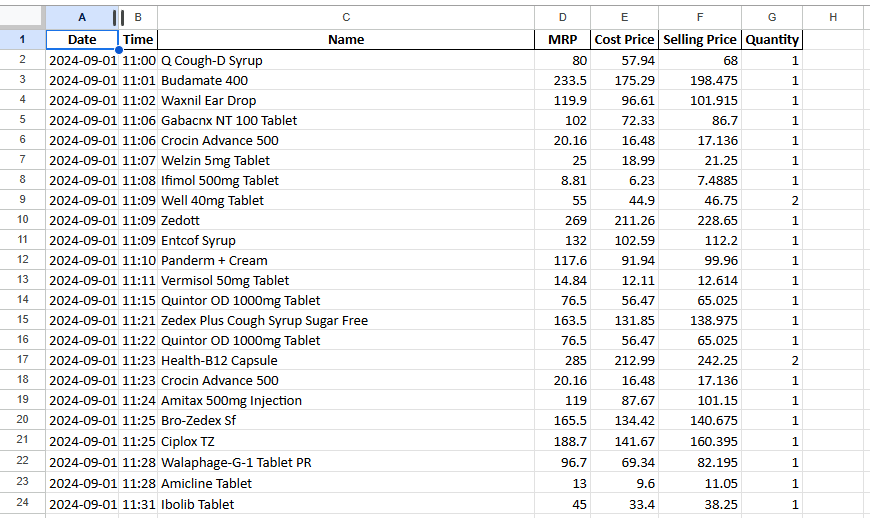 A B C D E F G H
1 Date Time Name MRP Cost Price Selling Price Quantity
2 2024-09-01 11:00 Q Cough-D Syrup 80 57.94 68 1
3 2024-09-01 11:01 Budamate 400 233.5 175.29 198.475 1
4 2024-09-01 11:02 Waxnil Ear Drop 119.9 96.61 101.915 1
5 2024-09-01 11:06 Gabacnx NT 100 Tablet 102 72.33 86.7 1
6 2024-09-01 11:06 Crocin Advance 500 20.16 16.48 17.136 1
7 2024-09-01 11:07 Welzin 5mg Tablet 25 18.99 21.25 1
8 2024-09-01 11:08 Ifimol 500mg Tablet 8.81 6.23 7.4885 1
9 2024-09-01 11:09 Well 40mg Tablet 55 44.9 46.75 2
10 2024-09-01 11:09 Zedott 269 211.26 228.65 1
11 2024-09-01 11:09 Entcof Syrup 132 102.59 112.2 1
12 2024-09-01 11:10 Panderm + Cream 117.6 91.94 99.96 1
13 2024-09-01 11:11 Vermisol 50mg Tablet 14.84 12.11 12.614 1
14 2024-09-01 11:15 Quintor OD 1000mg Tablet 76.5 56.47 65.025 1
15 2024-09-01 11:21 Zedex Plus Cough Syrup Sugar Free 163.5 131.85 138.975 1
16 2024-09-01 11:22 Quintor OD 1000mg Tablet 76.5 56.47 65.025 1
17 2024-09-01 11:23 Health-B12 Capsule 285 212.99 242.25 2
18 2024-09-01 11:23 Crocin Advance 500 20.16 16.48 17.136 1
19 2024-09-01 11:24 Amitax 500mg Injection 119 87.67 101.15 1
20 2024-09-01 11:25 Bro-Zedex Sf 165.5 134.42 140.675 1
21 2024-09-01 11:25 Ciplox TZ 188.7 141.67 160.395 1
22 2024-09-01 11:28 Walaphage-G-1 Tablet PR 96.7 69.34 82.195 1
23 2024-09-01 11:28 Amicline Tablet 13 9.6 11.05 1
24 2024-09-01 11:31 Ibolib Tablet 45 33.4 38.25 1